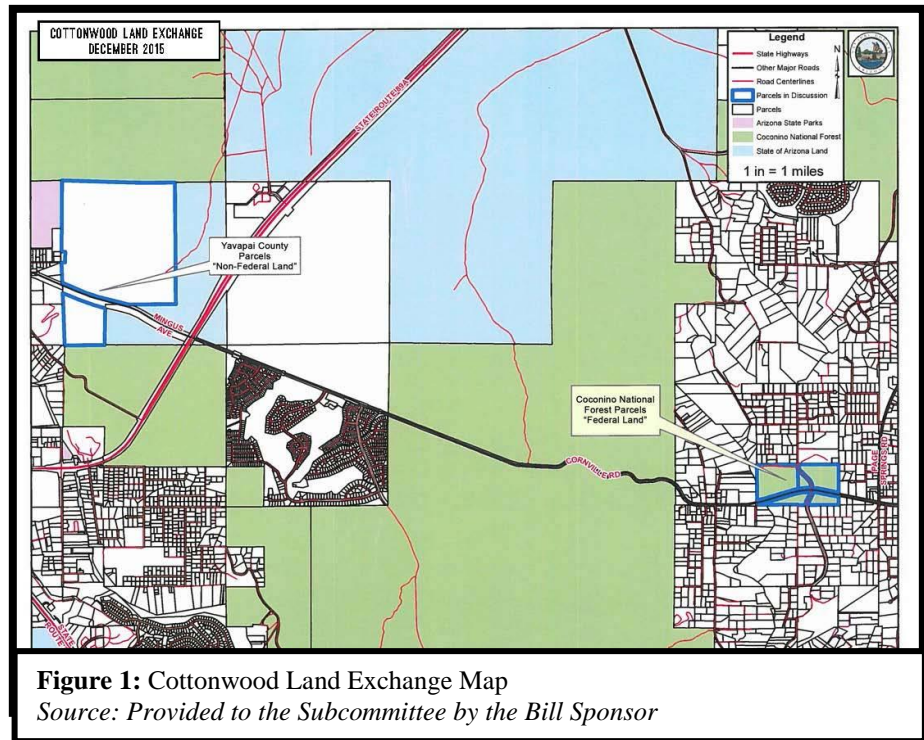 COTTONWOOD LAND EXCHANGE
DECEMBER 2015
Legend
State Highways
Other Major Roads
Road Centerlines
Parcels in Discussion
Parcels
Arizona State Parks
Coconino National Forest
State of Arizona Land
1 in = 1 miles
N
STATE ROUTE 89A
Yavapai County
Parcels
"Non-Federal Land"
MINGUS
AVE
Coconino National
Forest Parcels
"Federal Land"
CORNVILLE RD
PAGE
SPRINGS RD
STATE
ROUTE
Figure 1: Cottonwood Land Exchange Map
Source: Provided to the Subcommittee by the Bill Sponsor